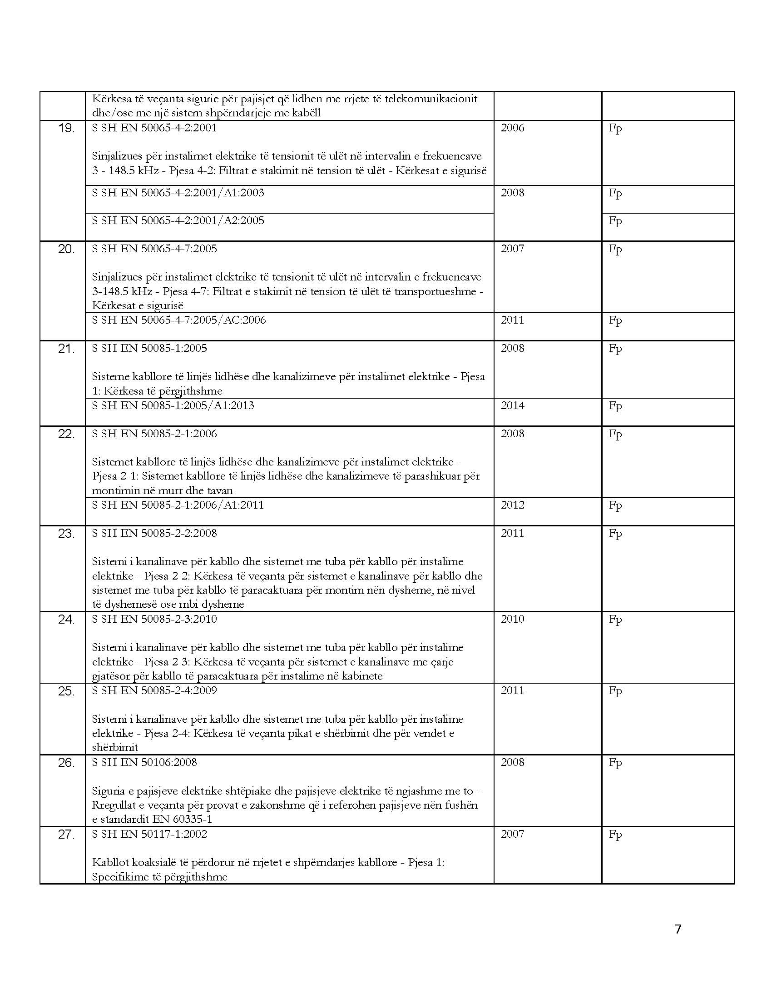 Kërkesa të veçanta sigurie për pajisjet që lidhen me rrjete të telekomunikacionit
dhe/ose me një sistem shpërndarjeje me kabëll
19. S SH EN 50065-4-2:2001 2006 Fp
Sinjalizues për instalimet elektrike të tensionit të ulët në intervalin e frekuencave
3 - 148.5 kHz - Pjesa 4-2: Filtrat e stakimit në tension të ulët - Kërkesat e sigurisë
S SH EN 50065-4-2:2001/A1:2003 2008 Fp
S SH EN 50065-4-2:2001/A2:2005 Fp
20. S SH EN 50065-4-7:2005 2007 Fp
Sinjalizues për instalimet elektrike të tensionit të ulët në intervalin e frekuencave
3-148.5 kHz - Pjesa 4-7: Filtrat e stakimit në tension të ulët të transportueshme -
Kërkesat e sigurisë
S SH EN 50065-4-7:2005/AC:2006 2011 Fp
21. S SH EN 50085-1:2005 2008 Fp
Sisteme kabllore të linjës lidhëse dhe kanalizimeve për instalimet elektrike - Pjesa
1: Kërkesa të përgjithshme
S SH EN 50085-1:2005/A1:2013 2014 Fp
22. S SH EN 50085-2-1:2006 2008 Fp
Sistemet kabllore të linjës lidhëse dhe kanalizimeve për instalimet elektrike -
Pjesa 2-1: Sistemet kabllore të linjës lidhëse dhe kanalizimeve të parashikuar për
montimin në murr dhe tavan
S SH EN 50085-2-1:2006/A1:2011 2012 Fp
23. S SH EN 50085-2-2:2008 2011 Fp
Sistemi i kanalinave për kabllo dhe sistemet me tuba për kabllo për instalime
elektrike - Pjesa 2-2: Kërkesa të veçanta për sistemet e kanalinave për kabllo dhe
sistemet me tuba për kabllo të paracaktuara për montim nën dysheme, në nivel
të dyshemesë ose mbi dysheme
24. S SH EN 50085-2-3:2010 2010 Fp
Sistemi i kanalinave për kabllo dhe sistemet me tuba për kabllo për instalime
elektrike - Pjesa 2-3: Kërkesa të veçanta për sistemet e kanalinave me çarje
gjatësor për kabllo të paracaktuara për instalime në kabinete
25. S SH EN 50085-2-4:2009 2011 Fp
Sistemi i kanalinave për kabllo dhe sistemet me tuba për kabllo për instalime
elektrike - Pjesa 2-4: Kërkesa të veçanta pikat e shërbimit dhe për vendet e
shërbimit
26. S SH EN 50106:2008 2008 Fp
Siguria e pajisjeve elektrike shtëpiake dhe pajisjeve elektrike të ngjashme me to -
Rregullat e veçanta për provat e zakonshme që i referohen pajisjeve nën fushën
e standardit EN 60335-1
27. S SH EN 50117-1:2002 2007 Fp
Kabllot koaksialë të përdorur në rrjetet e shpërndarjes kabllore - Pjesa 1:
Specifikime të përgjithshme
7